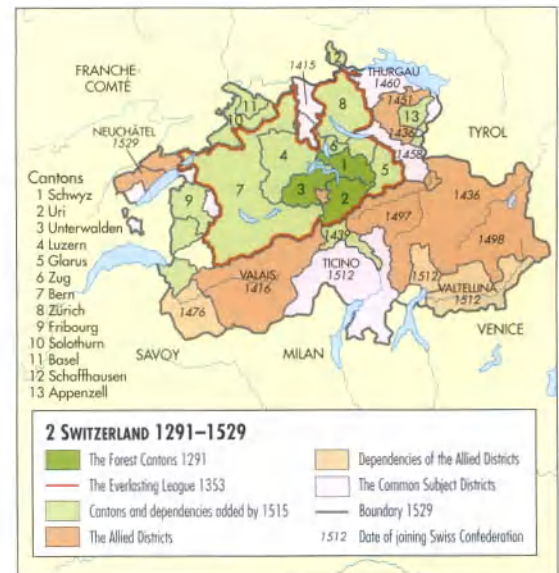 FRANCHE-
COMTÉ
1415
THURGAU
1460
1451
NEUCHÂTEL
1529
TYROL
1436
1458
Cantons
1 Schwyz
2 Uri
3 Unterwalden
4 Luzern
5 Glarus
6 Zug
7 Bern
8 Zürich
9 Fribourg
10 Solothurn
11 Basel
12 Schaffhausen
13 Appenzell
11
10
8
13
6
1
4
5
9
7
3
2
1436
1497
1498
1439
TICINO
1512
VALAIS
1416
1512
VALTELLINA
1512
1476
SAVOY
MILAN
VENICE
2 SWITZERLAND 1291–1529
The Forest Cantons 1291
The Everlasting League 1353
Cantons and dependencies added by 1515
The Allied Districts
Dependencies of the Allied Districts
The Common Subject Districts
Boundary 1529
1512 Date of joining Swiss Confederation